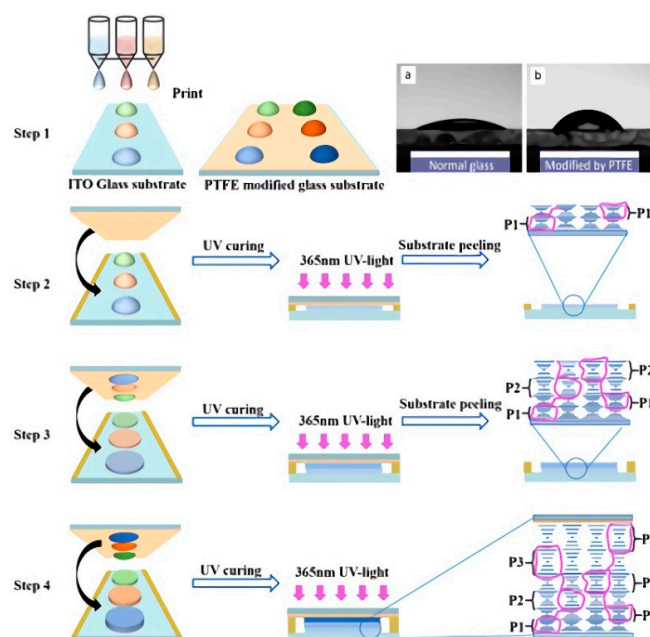 Print
a
b
Step 1
Normal glass
Modified by PTFE
ITO Glass substrate
PTFE modified glass substrate
UV curing
365nm UV-light
Substrate peeling
P1
P1
Step 2
UV curing
365nm UV-light
Substrate peeling
P2
P2
P1
P1
Step 3
UV curing
365nm UV-light
P3
P2
P1
Step 4